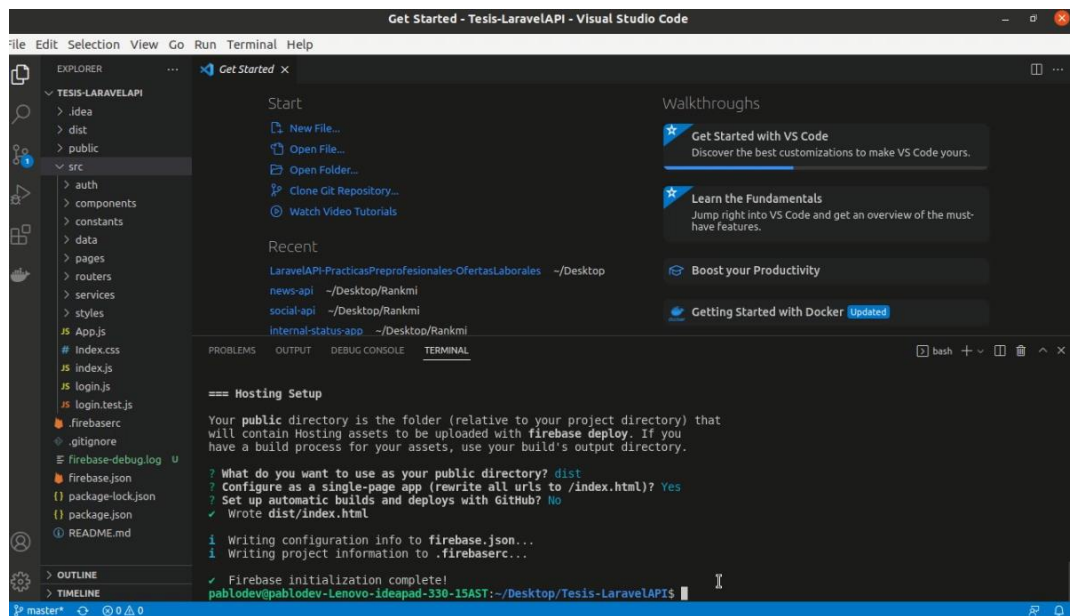 Get Started - Tesis-LaravelAPI - Visual Studio Code
File Edit Selection View Go Run Terminal Help
EXPLORER
Get Started
TESIS-LARAVELAPI
.idea
dist
public
src
auth
components
constants
data
pages
routers
services
styles
JS App.js
# Index.css
JS index.js
JS login.js
JS login.test.js
.firebaserc
.gitignore
firebase-debug.log U
firebase.json
{} package-lock.json
{} package.json
README.md
OUTLINE
TIMELINE
Start
New File...
Open File...
Open Folder...
Clone Git Repository...
Watch Video Tutorials
Recent
LaravelAPI-PracticasPreprofesionales-OfertasLaborales ~/Desktop
news-api ~/Desktop/Rankmi
social-api ~/Desktop/Rankmi
internal-status-app ~/Desktop/Rankmi
Walkthroughs
Get Started with VS Code
Discover the best customizations to make VS Code yours.
Learn the Fundamentals
Jump right into VS Code and get an overview of the must-
have features.
Boost your Productivity
Getting Started with Docker Updated
PROBLEMS OUTPUT DEBUG CONSOLE TERMINAL
bash
=== Hosting Setup
Your public directory is the folder (relative to your project directory) that
will contain Hosting assets to be uploaded with firebase deploy. If you
have a build process for your assets, use your build's output directory.
? What do you want to use as your public directory? dist
? Configure as a single-page app (rewrite all urls to /index.html)? Yes
? Set up automatic builds and deploys with GitHub? No
✔ Wrote dist/index.html
i Writing configuration info to firebase.json...
i Writing project information to .firebaserc...
✔ Firebase initialization complete!
pablodev@pablodev-Lenovo-ideapad-330-15AST:~/Desktop/Tesis-LaravelAPI$
1
master* 0 0